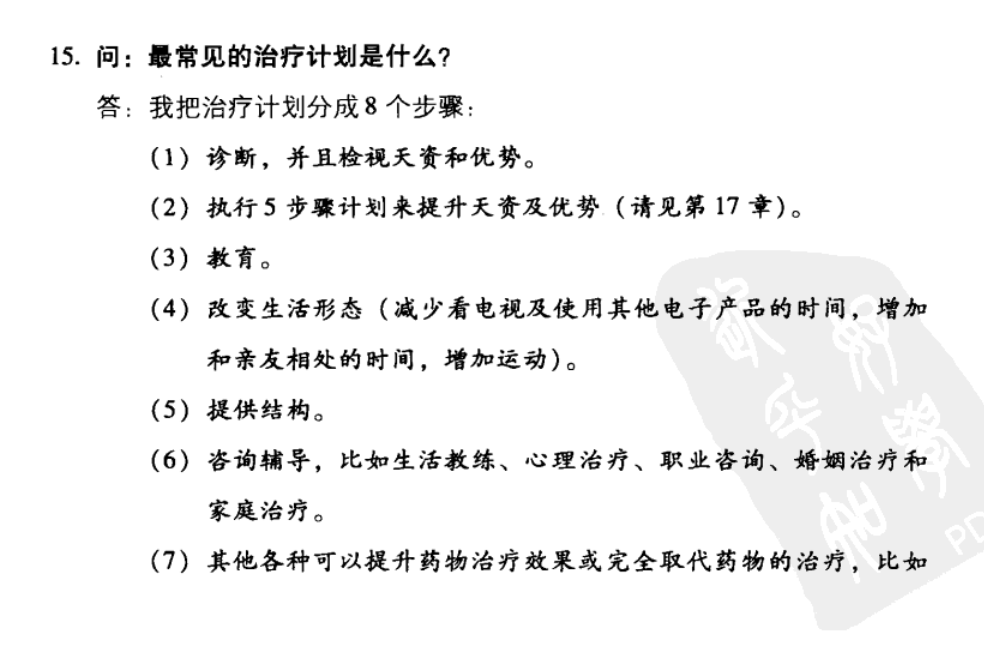 15. 问：最常见的治疗计划是什么？
答：我把治疗计划分成 8 个步骤：
（1）诊断，并且检视天资和优势。
（2）执行 5 步骤计划来提升天资及优势（请见第 17 章）。
（3）教育。
（4）改变生活形态（减少看电视及使用其他电子产品的时间，增加
和亲友相处的时间，增加运动）。
（5）提供结构。
（6）咨询辅导，比如生活教练、心理治疗、职业咨询、婚姻治疗和
家庭治疗。
（7）其他各种可以提升药物治疗效果或完全取代药物的治疗，比如
PD